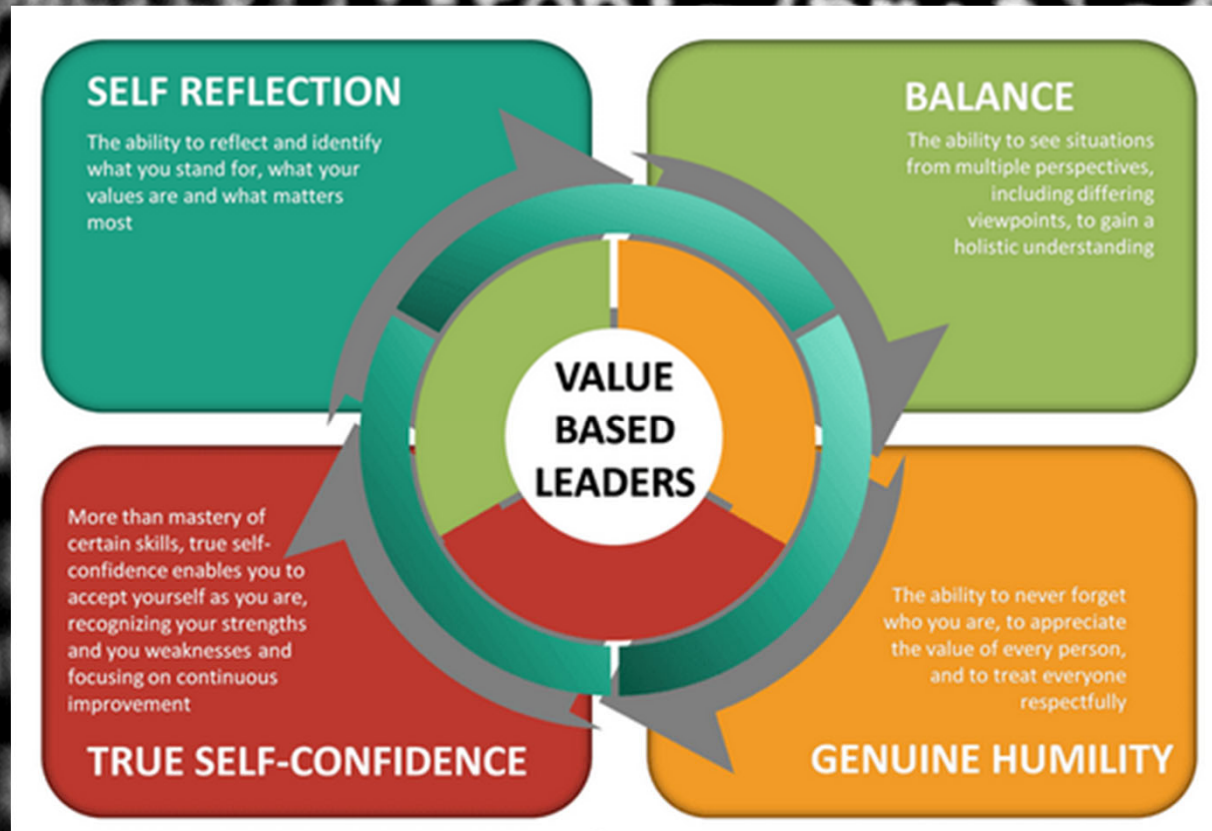 SELF REFLECTION
The ability to reflect and identify
what you stand for, what your
values are and what matters
most
BALANCE
The ability to see situations
from multiple perspectives,
including differing
viewpoints, to gain a
holistic understanding
VALUE
BASED
LEADERS
More than mastery of
certain skills, true self-
confidence enables you to
accept yourself as you are,
recognizing your strengths
and you weaknesses and
focusing on continuous
improvement
TRUE SELF-CONFIDENCE
The ability to never forget
who you are, to appreciate
the value of every person,
and to treat everyone
respectfully
GENUINE HUMILITY